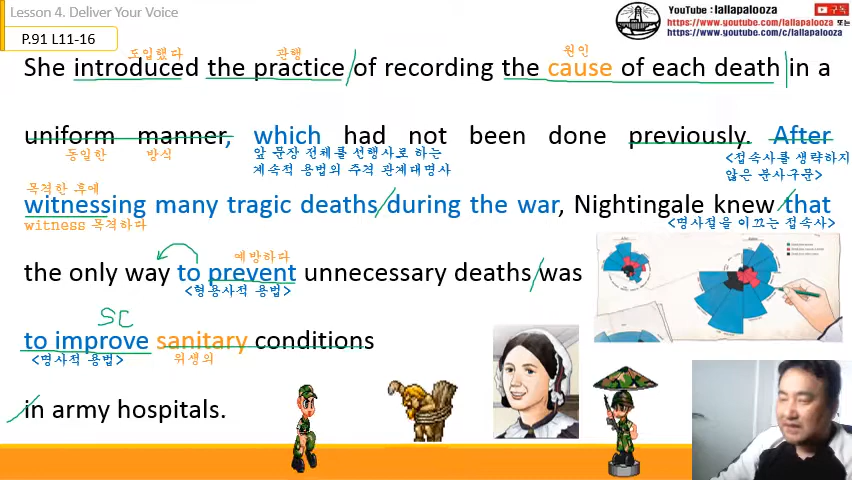 Lesson 4. Deliver Your Voice
YouTube : lallapalooza 구독
https://www.youtube.com/lallapalooza 또는
https://www.youtube.com/c/lallapalooza
P.91 L11-16
도입했다 관행 원인
She introduced the practice of recording the cause of each death in a
uniform manner, which had not been done previously. After
동일한 방식 앞 문장 전체를 선행사로 하는 <접속사를 생략하지
계속적 용법의 주격 관계대명사 않은 분사구문>
목격한 후에
witnessing many tragic deaths during the war, Nightingale knew that
witness 목격하다 <명사절을 이끄는 접속사>
예방하다
the only way to prevent unnecessary deaths was
<형용사적 용법>
SC
to improve sanitary conditions
<명사적 용법> 위생의
in army hospitals.